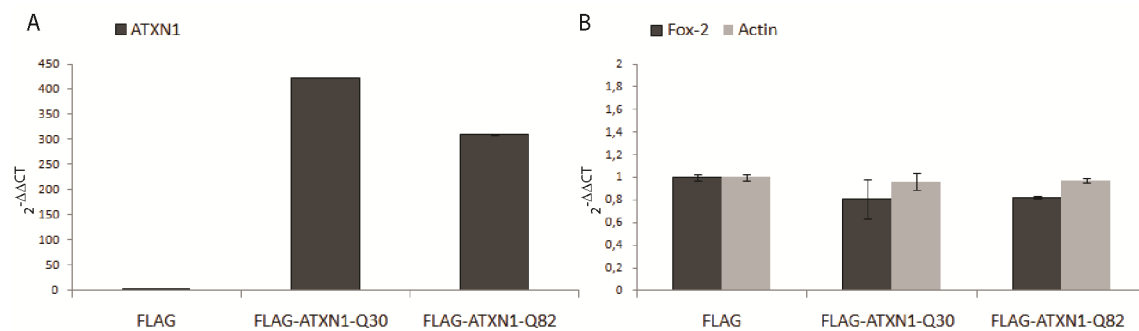 A
ATXN1
450
400
350
300
250
200
150
100
50
0
2-ΔΔCT
FLAG
FLAG-ATXN1-Q30
FLAG-ATXN1-Q82
B
Fox-2
Actin
2
1,8
1,6
1,4
1,2
1
0,8
0,6
0,4
0,2
0
2-ΔΔCT
FLAG
FLAG-ATXN1-Q30
FLAG-ATXN1-Q82